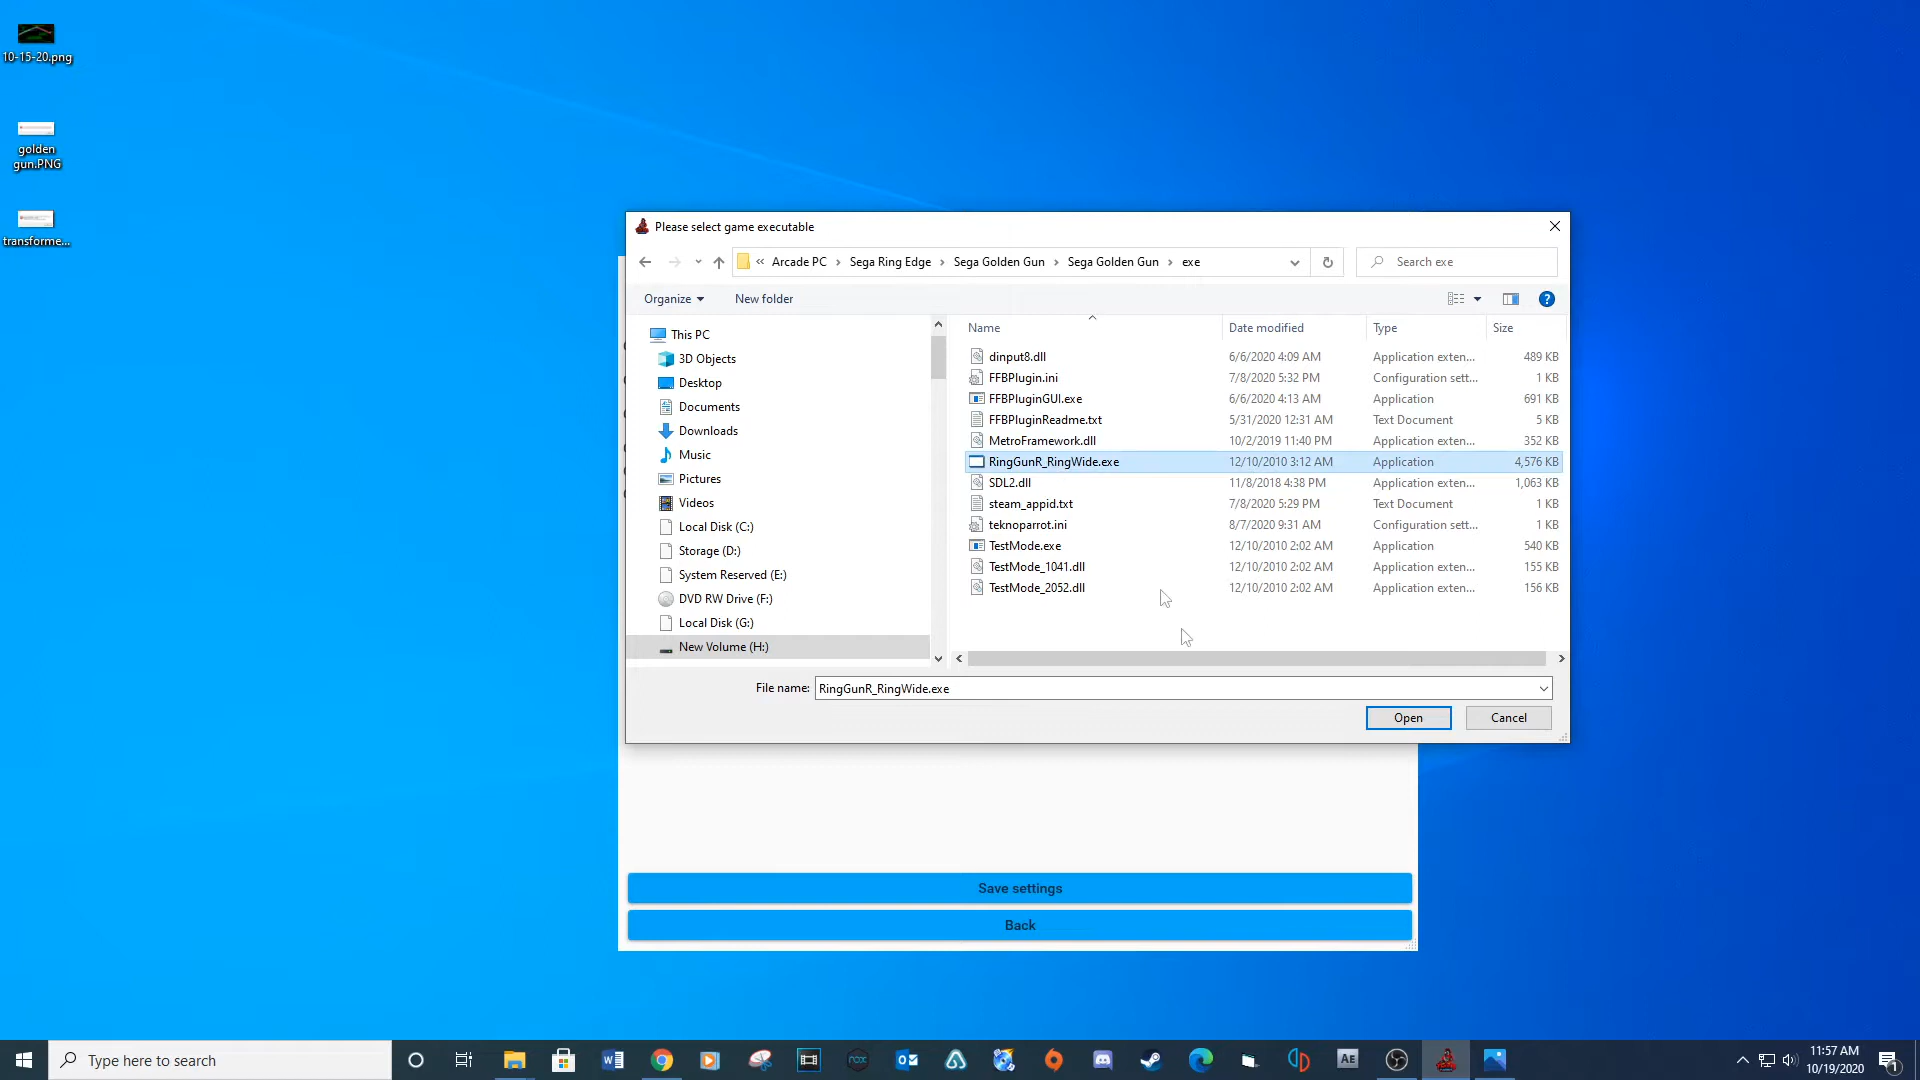 10-15-20.png
golden
gun.PNG
transforme...
Please select game executable
« Arcade PC › Sega Ring Edge › Sega Golden Gun › Sega Golden Gun › exe
Search exe
Organize
New folder
This PC
3D Objects
Desktop
Documents
Downloads
Music
Pictures
Videos
Local Disk (C:)
Storage (D:)
System Reserved (E:)
DVD RW Drive (F:)
Local Disk (G:)
New Volume (H:)
Name Date modified Type Size
dinput8.dll 6/6/2020 4:09 AM Application exten... 489 KB
FFBPlugin.ini 7/8/2020 5:32 PM Configuration sett... 1 KB
FFBPluginGUI.exe 6/6/2020 4:13 AM Application 691 KB
FFBPluginReadme.txt 5/31/2020 12:31 AM Text Document 5 KB
MetroFramework.dll 10/2/2019 11:40 PM Application exten... 352 KB
RingGunR_RingWide.exe 12/10/2010 3:12 AM Application 4,576 KB
SDL2.dll 11/8/2018 4:38 PM Application exten... 1,063 KB
steam_appid.txt 7/8/2020 5:29 PM Text Document 1 KB
teknoparrot.ini 8/7/2020 9:31 AM Configuration sett... 1 KB
TestMode.exe 12/10/2010 2:02 AM Application 540 KB
TestMode_1041.dll 12/10/2010 2:02 AM Application exten... 155 KB
TestMode_2052.dll 12/10/2010 2:02 AM Application exten... 156 KB
File name: RingGunR_RingWide.exe
Open
Cancel
Save settings
Back
Type here to search
nox
AE
11:57 AM
10/19/2020
1